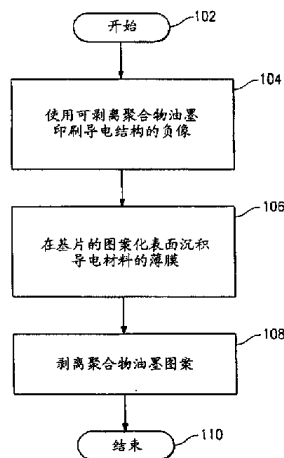 开始
102
104
使用可剥离聚合物油墨
印刷导电结构的负像
106
在基片的图案化表面沉积
导电材料的薄膜
108
剥离聚合物油墨图案
结束
110